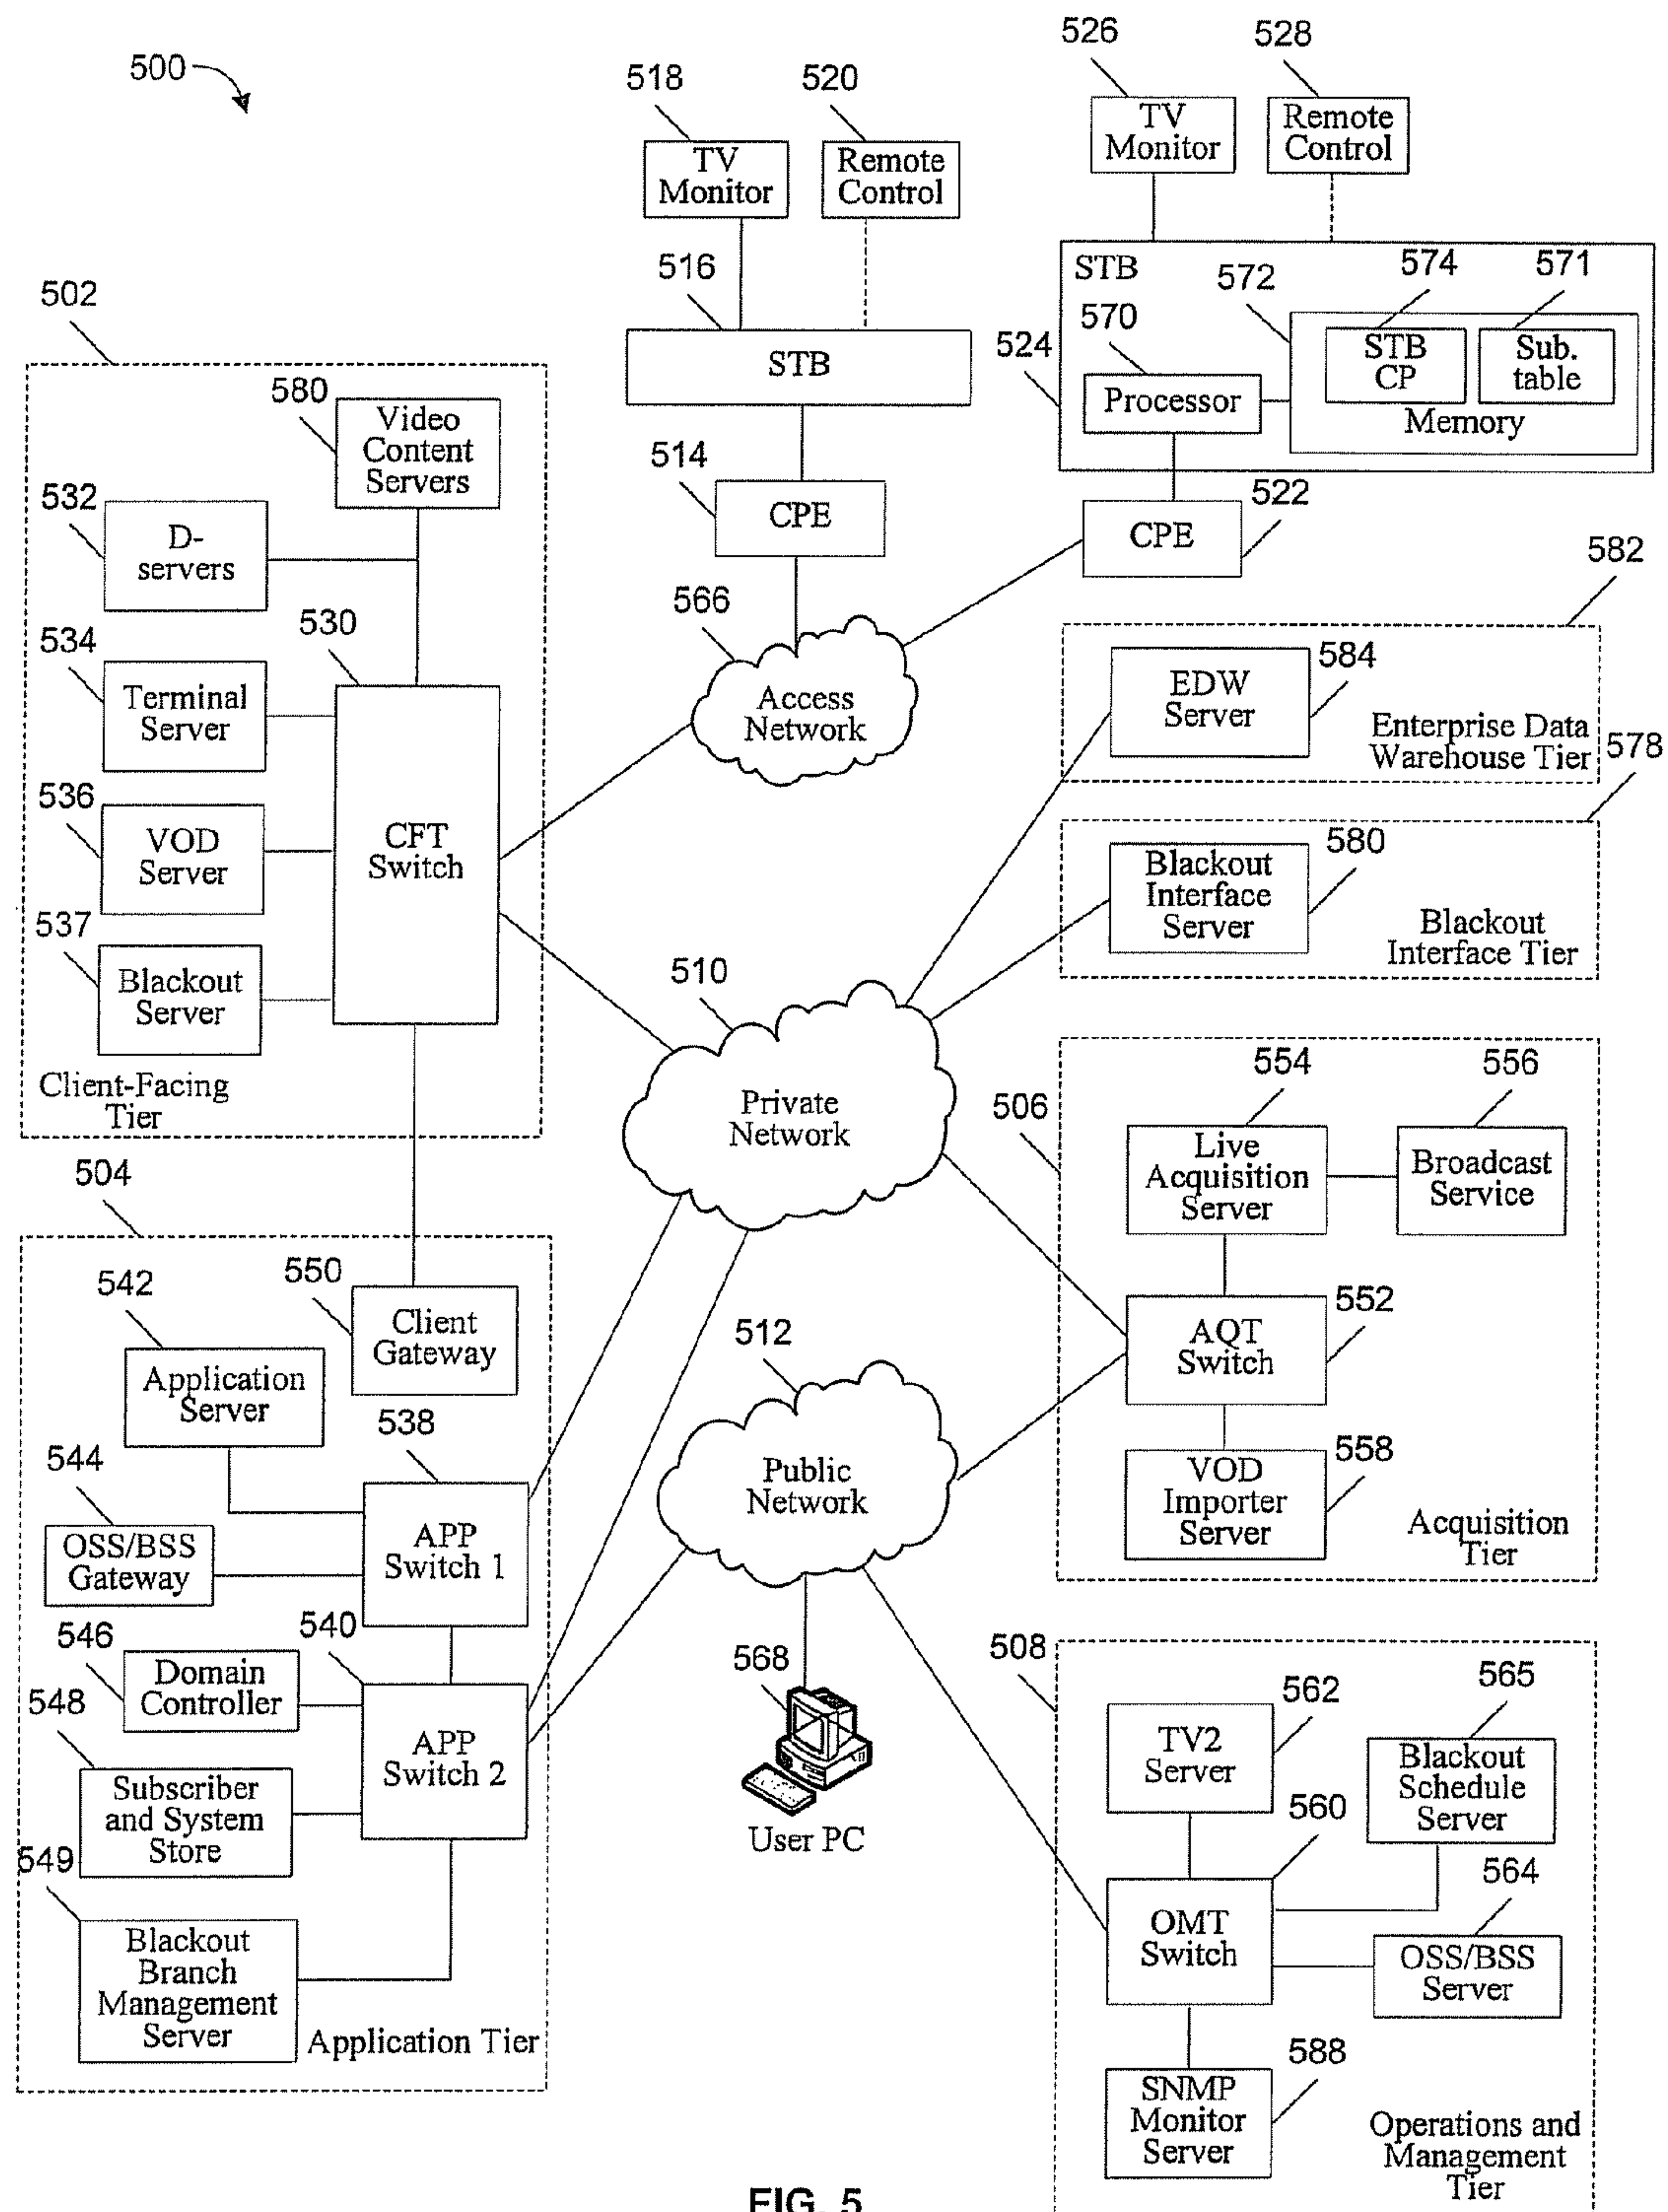 500
518
520
526
528
TV
Monitor
Remote
Control
TV
Monitor
Remote
Control
516
STB
STB
572
574
571
570
524
STB
CP
Sub.
table
Processor
Memory
514
CPE
CPE
522
566
Access
Network
502
580
Video
Content
Servers
532
D-
servers
534
530
Terminal
Server
536
VOD
Server
CFT
Switch
537
Blackout
Server
Client-Facing
Tier
582
EDW
Server
584
Enterprise Data
Warehouse Tier
578
Blackout
Interface
Server
580
Blackout
Interface Tier
510
Private
Network
506
554
556
Live
Acquisition
Server
Broadcast
Service
AQT
Switch
552
VOD
Importer
Server
558
Acquisition
Tier
504
542
550
Client
Gateway
Application
Server
538
544
OSS/BSS
Gateway
APP
Switch 1
546
540
Domain
Controller
548
APP
Switch 2
Subscriber
and System
Store
549
Blackout
Branch
Management
Server
Application Tier
512
Public
Network
568
User PC
508
562
565
TV2
Server
Blackout
Schedule
Server
560
564
OMT
Switch
OSS/BSS
Server
588
SNMP
Monitor
Server
Operations and
Management
Tier
FIG. 5